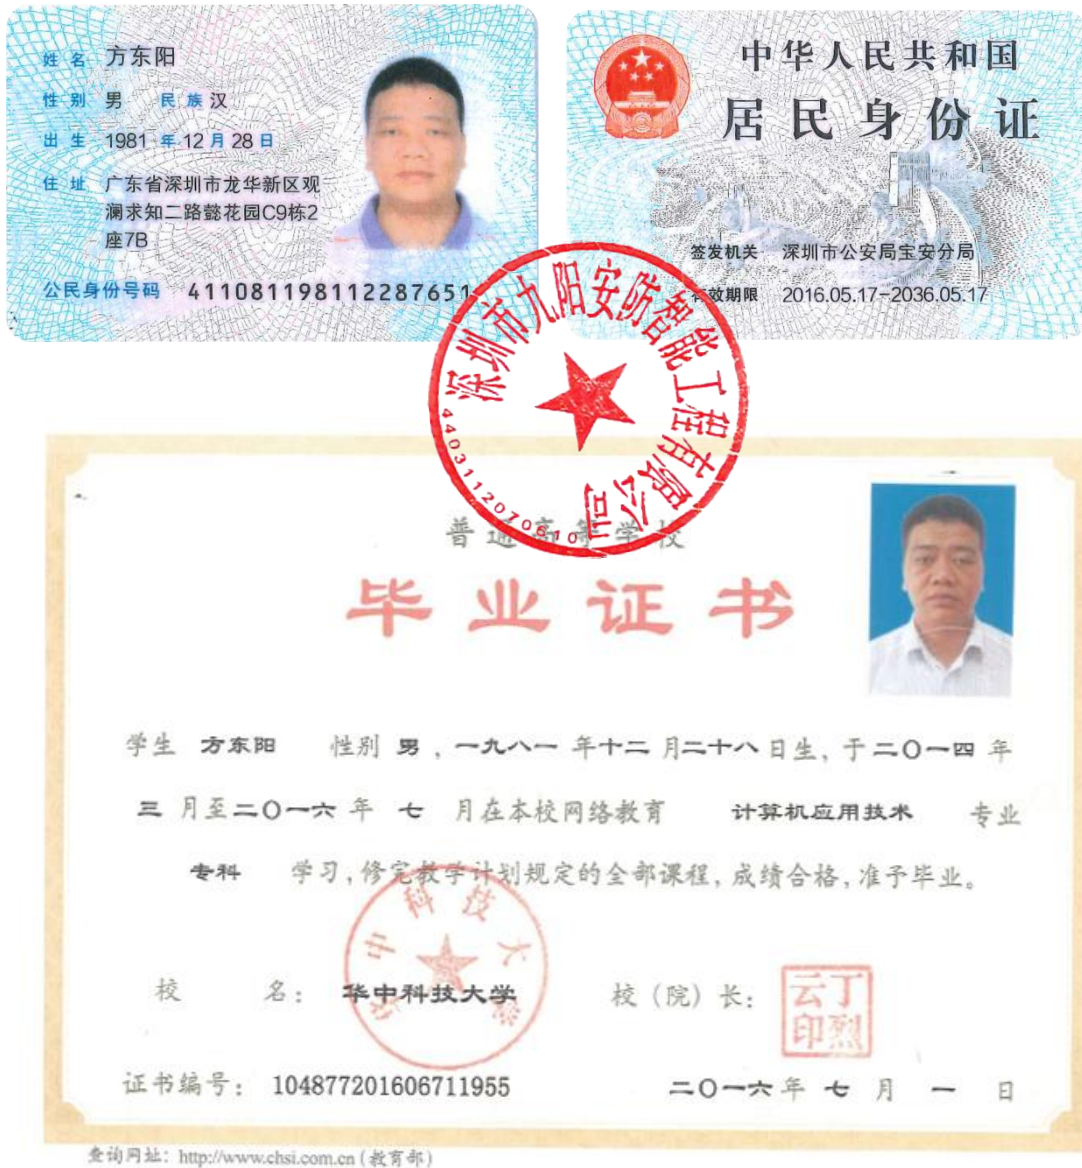 姓名 方东阳
性别 男 民族 汉
出生 1981 年 12 月 28 日
住址 广东省深圳市龙华新区观
澜求知二路懿花园C9栋2
座7B
公民身份号码 411081198112287651
中华人民共和国
居民身份证
签发机关 深圳市公安局宝安分局
有效期限 2016.05.17-2036.05.17
深圳市九阳安防智能工程有限公司
4403112070610
普通高等学校
毕业证书
学生 方东阳 性别 男，一九八一 年十二 月二十八 日生，于二〇一四 年
三 月至二〇一六 年 七 月在本校网络教育 计算机应用技术 专业
专科 学习，修完教学计划规定的全部课程，成绩合格，准予毕业。
华中科技大学
校 名： 华中科技大学 校（院）长：
丁烈云印
证书编号： 104877201606711955 二〇一六 年 七 月 一 日
查询网址：http://www.chsi.com.cn（教育部）